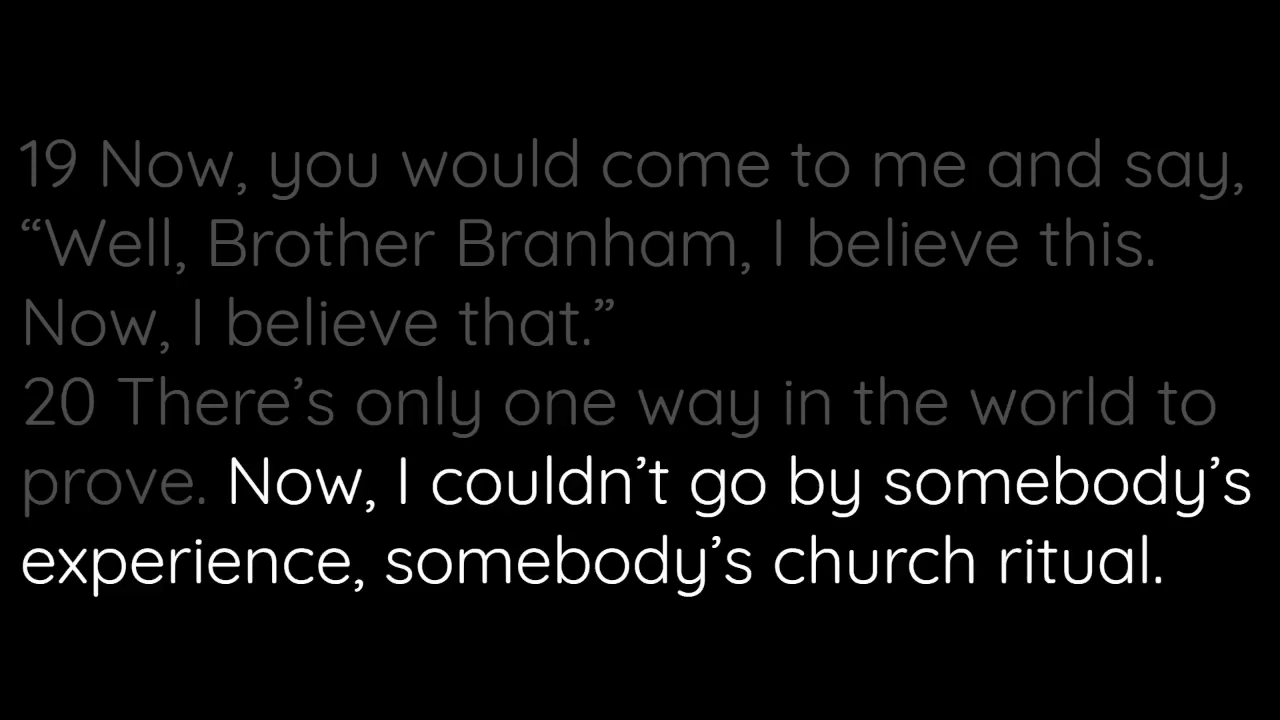 19 Now, you would come to me and say,
“Well, Brother Branham, I believe this.
Now, I believe that.”
20 There’s only one way in the world to
prove. Now, I couldn’t go by somebody’s
experience, somebody’s church ritual.